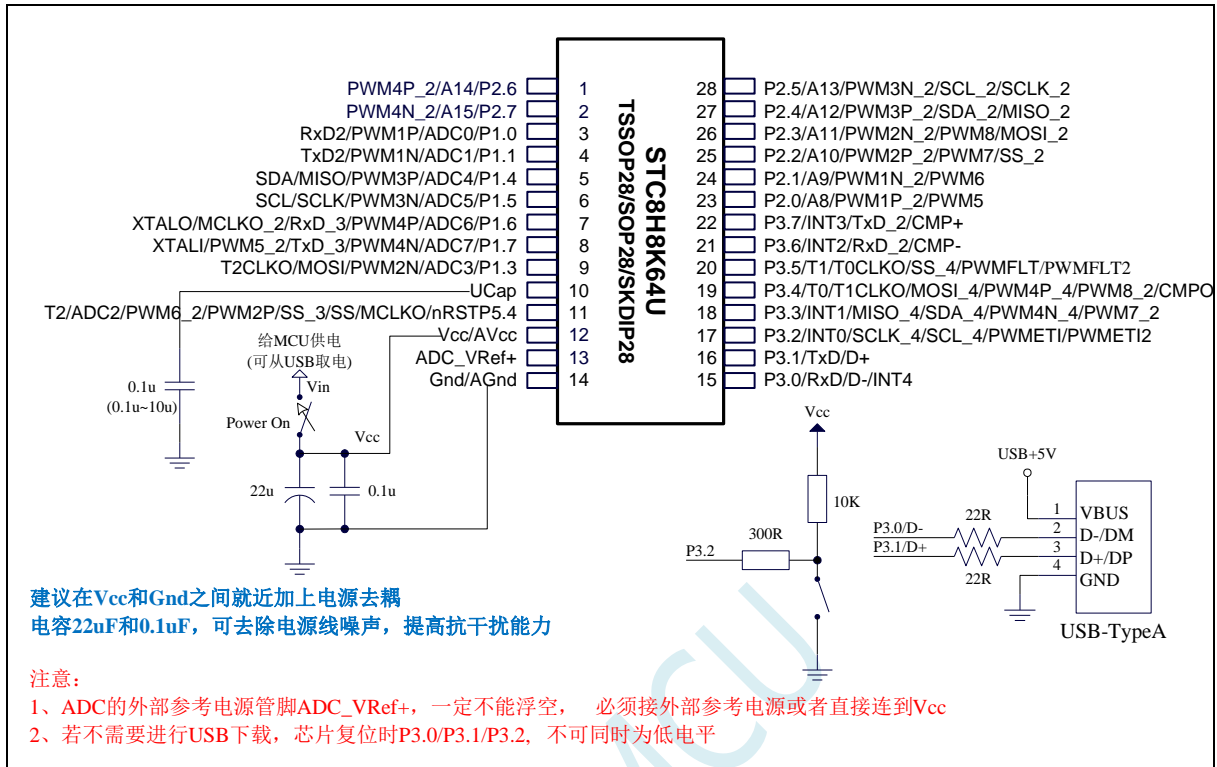 PWM4P_2/A14/P2.6
PWM4N_2/A15/P2.7
RxD2/PWM1P/ADC0/P1.0
TxD2/PWM1N/ADC1/P1.1
SDA/MISO/PWM3P/ADC4/P1.4
SCL/SCLK/PWM3N/ADC5/P1.5
XTALO/MCLKO_2/RxD_3/PWM4P/ADC6/P1.6
XTALI/PWM5_2/TxD_3/PWM4N/ADC7/P1.7
T2CLKO/MOSI/PWM2N/ADC3/P1.3
UCap
T2/ADC2/PWM6_2/PWM2P/SS_3/SS/MCLKO/nRSTP5.4
Vcc/AVcc
ADC_VRef+
Gnd/AGnd
1
2
3
4
5
6
7
8
9
10
11
12
13
14
STC8H8K64U
TSSOP28/SOP28/SKDIP28
28 P2.5/A13/PWM3N_2/SCL_2/SCLK_2
27 P2.4/A12/PWM3P_2/SDA_2/MISO_2
26 P2.3/A11/PWM2N_2/PWM8/MOSI_2
25 P2.2/A10/PWM2P_2/PWM7/SS_2
24 P2.1/A9/PWM1N_2/PWM6
23 P2.0/A8/PWM1P_2/PWM5
22 P3.7/INT3/TxD_2/CMP+
21 P3.6/INT2/RxD_2/CMP-
20 P3.5/T1/T0CLKO/SS_4/PWMFLT/PWMFLT2
19 P3.4/T0/T1CLKO/MOSI_4/PWM4P_4/PWM8_2/CMPO
18 P3.3/INT1/MISO_4/SDA_4/PWM4N_4/PWM7_2
17 P3.2/INT0/SCLK_4/SCL_4/PWMETI/PWMETI2
16 P3.1/TxD/D+
15 P3.0/RxD/D-/INT4
给MCU供电
(可从USB取电)
Vin
0.1u
(0.1u~10u)
Power On
Vcc
22u
0.1u
Vcc
10K
300R
P3.2
USB+5V
P3.0/D-
P3.1/D+
22R
22R
1
2
3
4
VBUS
D-/DM
D+/DP
GND
USB-TypeA
建议在Vcc和Gnd之间就近加上电源去耦
电容22uF和0.1uF，可去除电源线噪声，提高抗干扰能力
注意：
1、ADC的外部参考电源管脚ADC_VRef+，一定不能浮空， 必须接外部参考电源或者直接连到Vcc
2、若不需要进行USB下载，芯片复位时P3.0/P3.1/P3.2, 不可同时为低电平
MCU